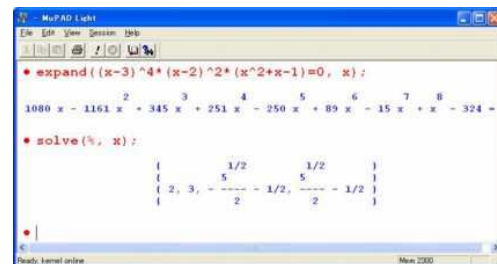 MuPAD Light
File Edit View Session Help
• expand((x-3)^4*(x-2)^2*(x^2+x-1)=0, x);
2 3 4 5 6 7 8
1080 x - 1161 x + 345 x + 251 x - 250 x + 89 x - 15 x + x - 324 =
• solve(%, x);
{ 1/2 1/2 }
{ 5 5 }
{ 2, 3, - ---- - 1/2, ---- - 1/2 }
{ 2 2 }
•
Ready, kernel online Mem 2300